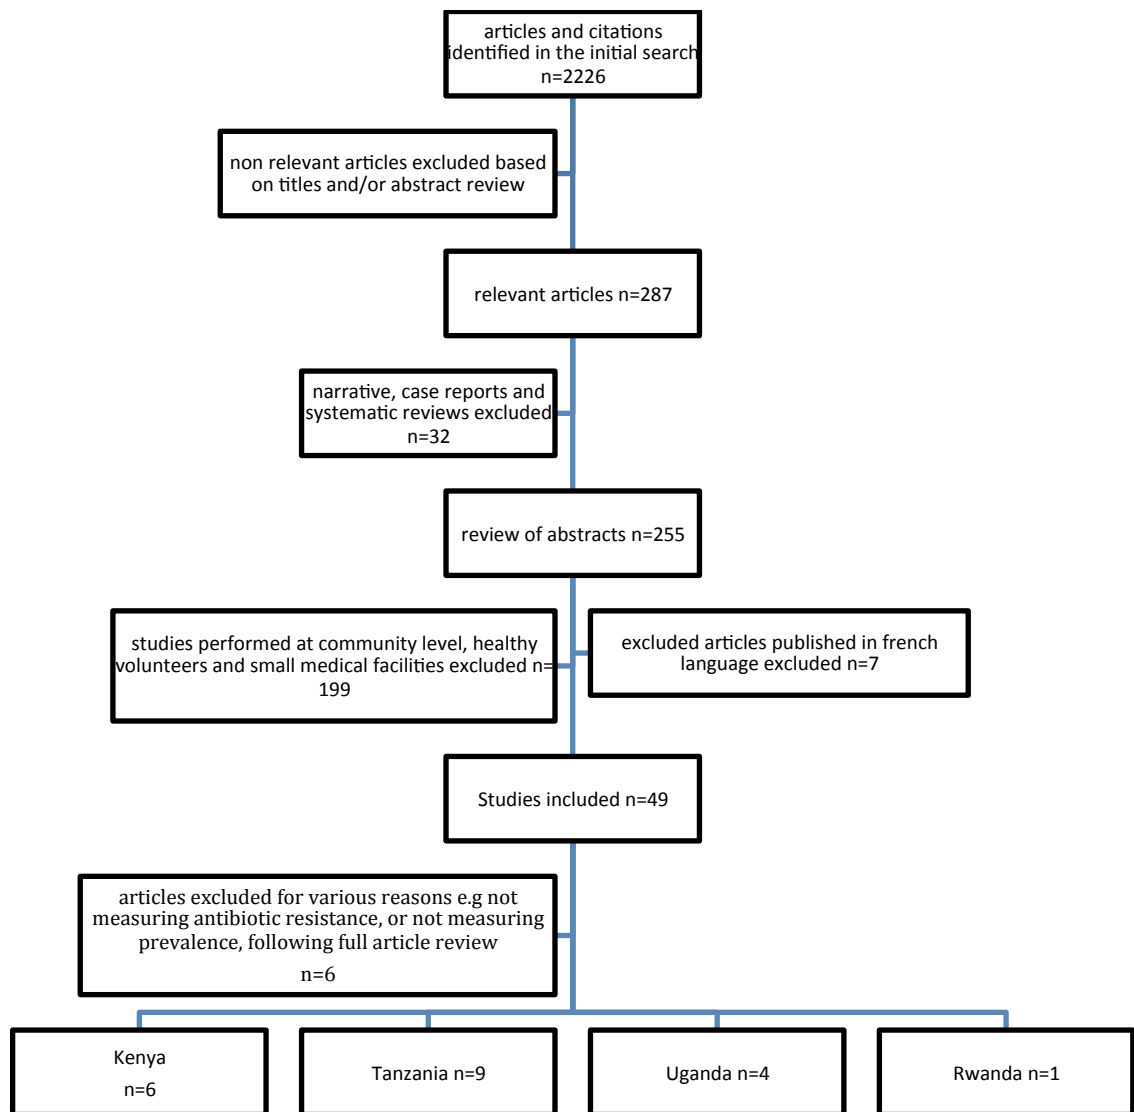 articles and citations
identified in the initial search
n=2226
non relevant articles excluded based
on titles and/or abstract review
relevant articles n=287
narrative, case reports and
systematic reviews excluded
n=32
review of abstracts n=255
studies performed at community level, healthy
volunteers and small medical facilities excluded n=
199
excluded articles published in french
language excluded n=7
Studies included n=49
articles excluded for various reasons e.g not
measuring antibiotic resistance, or not measuring
prevalence, following full article review
n=6
Kenya
n=6
Tanzania n=9
Uganda n=4
Rwanda n=1